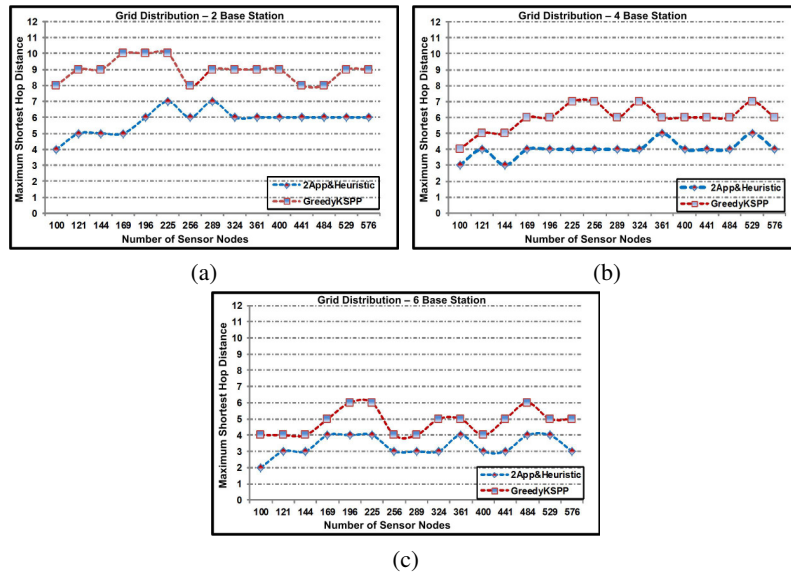 Grid Distribution – 2 Base Station
Maximum Shortest Hop Distance
12
11
10
9
8
7
6
5
4
3
2
1
0
2App&Heuristic
GreedyKSPP
100 121 144 169 196 225 256 289 324 361 400 441 484 529 576
Number of Sensor Nodes
(a)
Grid Distribution – 4 Base Station
Maximum Shortest Hop Distance
12
11
10
9
8
7
6
5
4
3
2
1
0
2App&Heuristic
GreedyKSPP
100 121 144 169 196 225 256 289 324 361 400 441 484 529 576
Number of Sensor Nodes
(b)
Grid Distribution – 6 Base Station
Maximum Shortest Hop Distance
12
11
10
9
8
7
6
5
4
3
2
1
0
2App&Heuristic
GreedyKSPP
100 121 144 169 196 225 256 289 324 361 400 441 484 529 576
Number of Sensor Nodes
(c)